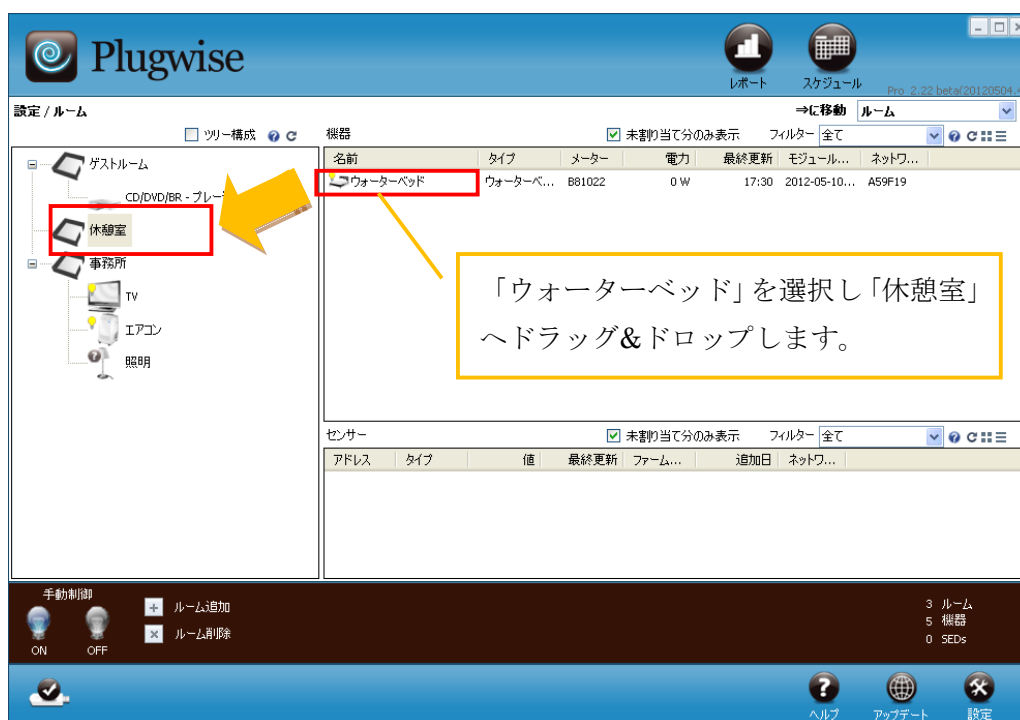 Plugwise
レポート
スケジュール
Pro 2.22 beta(20120504.
設定 / ルーム
⇒に移動 ルーム
ツリー構成
機器
未割り当て分のみ表示
フィルター 全て
名前 タイプ メーター 電力 最終更新 モジュール... ネットワ...
ウォーターベッド ウォーターベ... B81022 0 W 17:30 2012-05-10... A59F19
ゲストルーム
CD/DVD/BR - プレー
休憩室
事務所
TV
エアコン
照明
「ウォーターベッド」を選択し「休憩室」
へドラッグ&ドロップします。
センサー
未割り当て分のみ表示
フィルター 全て
アドレス タイプ 値 最終更新 ファーム... 追加日 ネットワ...
手動制御
ON OFF
ルーム追加
ルーム削除
3 ルーム
5 機器
0 SEDs
ヘルプ
アップデート
設定